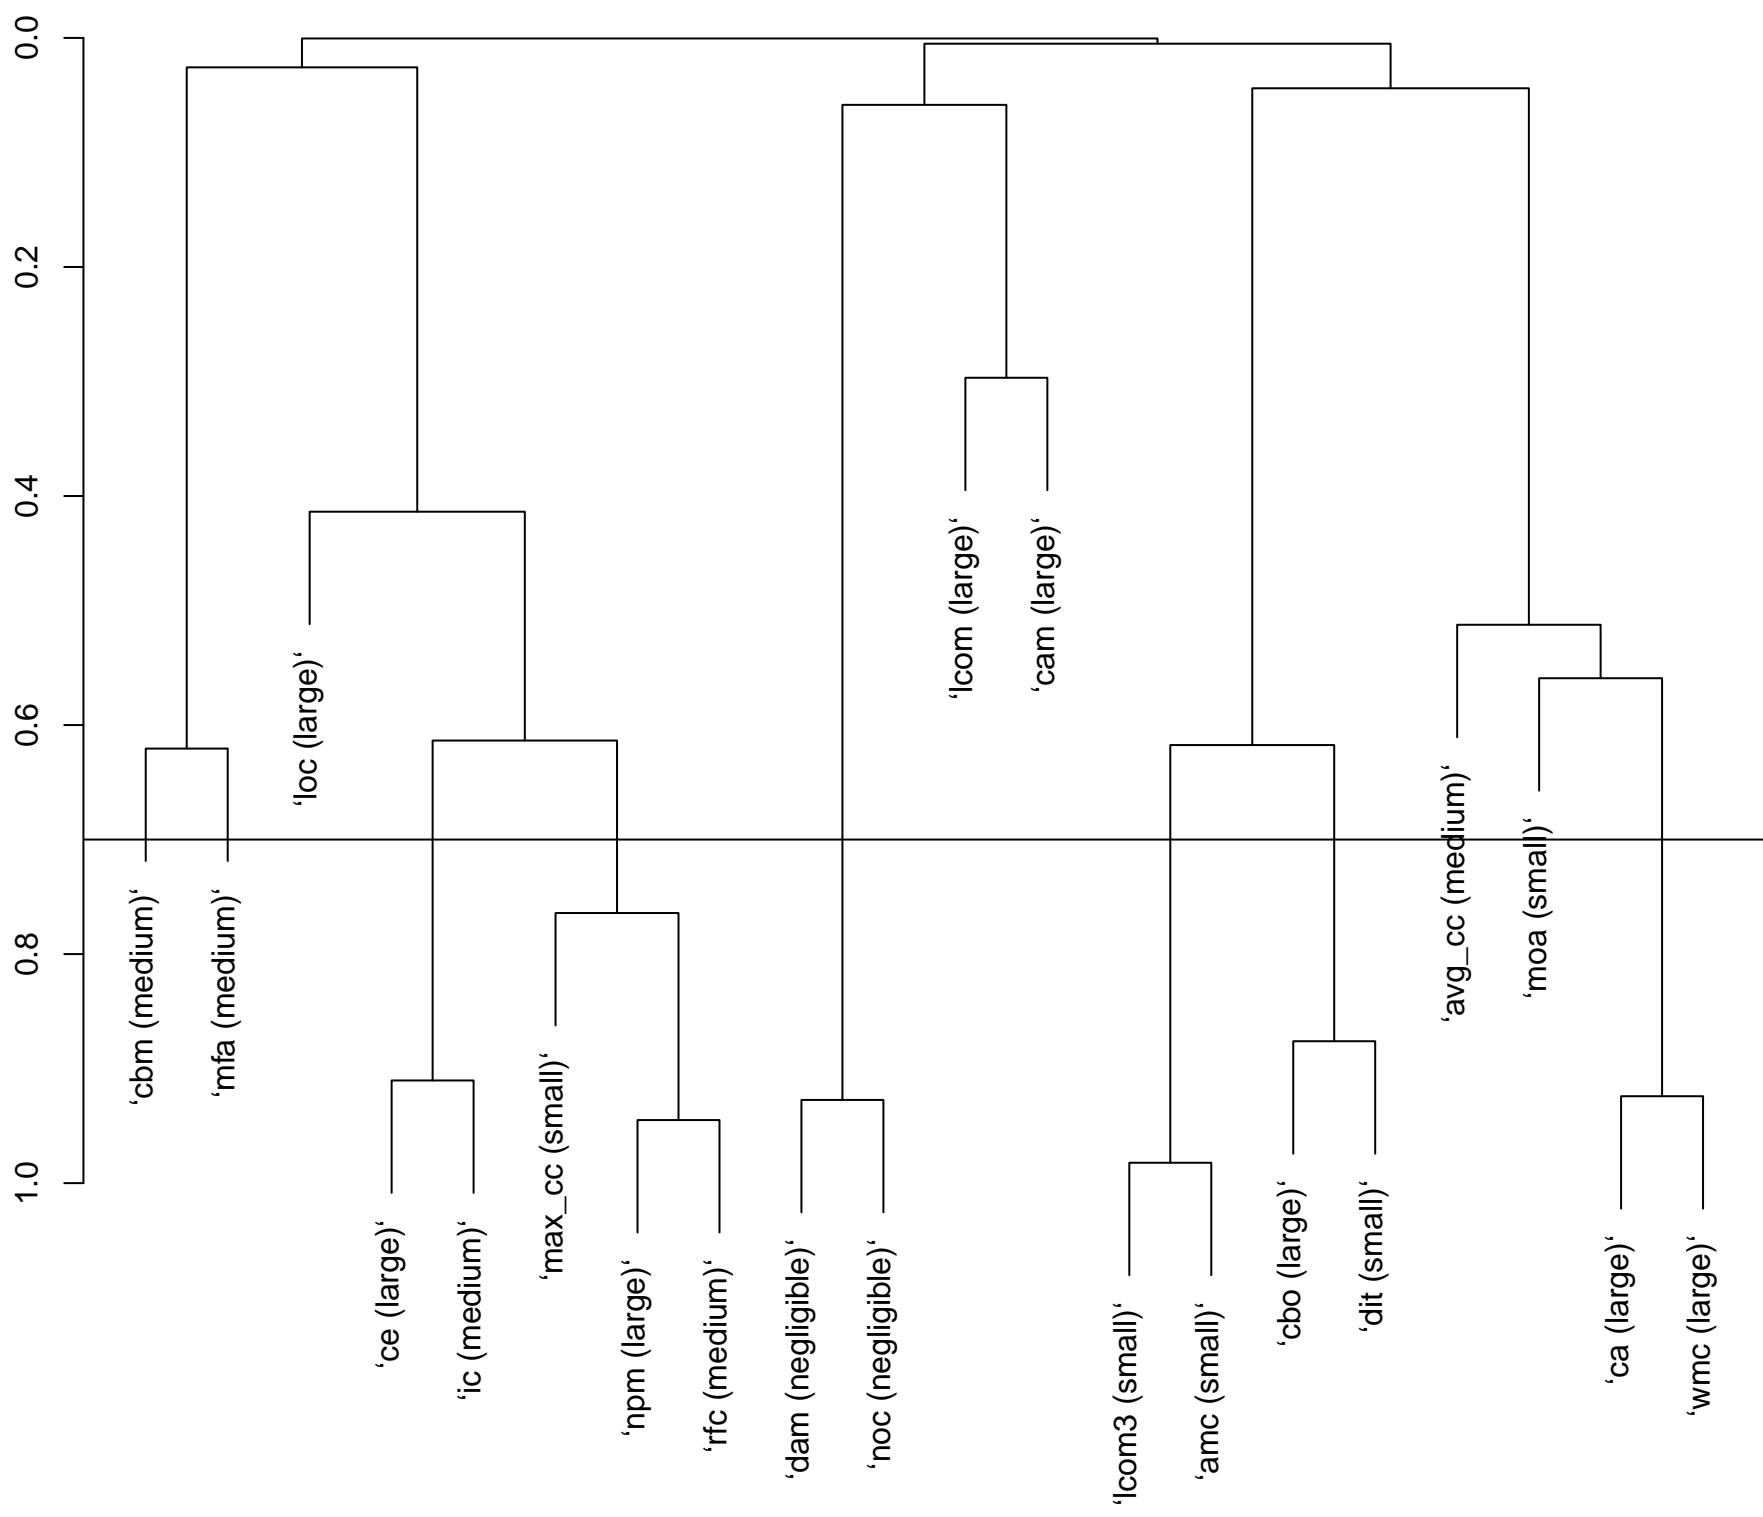 0.0
0.2
0.4
0.6
0.8
1.0
‘cbm (medium)‘
‘mfa (medium)‘
‘loc (large)‘
‘ce (large)‘
‘ic (medium)‘
‘max_cc (small)‘
‘npm (large)‘
‘rfc (medium)‘
‘dam (negligible)‘
‘noc (negligible)‘
‘lcom (large)‘
‘cam (large)‘
‘lcom3 (small)‘
‘amc (small)‘
‘cbo (large)‘
‘dit (small)‘
‘avg_cc (medium)‘
‘moa (small)‘
‘ca (large)‘
‘wmc (large)‘